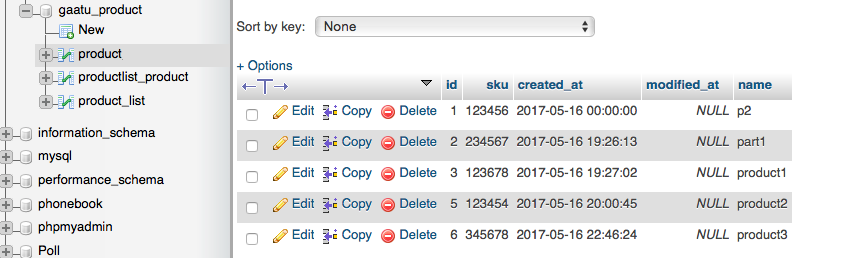 gaatu_product
New
product
productlist_product
product_list
information_schema
mysql
performance_schema
phonebook
phpmyadmin
Poll
Sort by key: None
+ Options
←T→ id sku created_at modified_at name
Edit Copy Delete 1 123456 2017-05-16 00:00:00 NULL p2
Edit Copy Delete 2 234567 2017-05-16 19:26:13 NULL part1
Edit Copy Delete 3 123678 2017-05-16 19:27:02 NULL product1
Edit Copy Delete 5 123454 2017-05-16 20:00:45 NULL product2
Edit Copy Delete 6 345678 2017-05-16 22:46:24 NULL product3